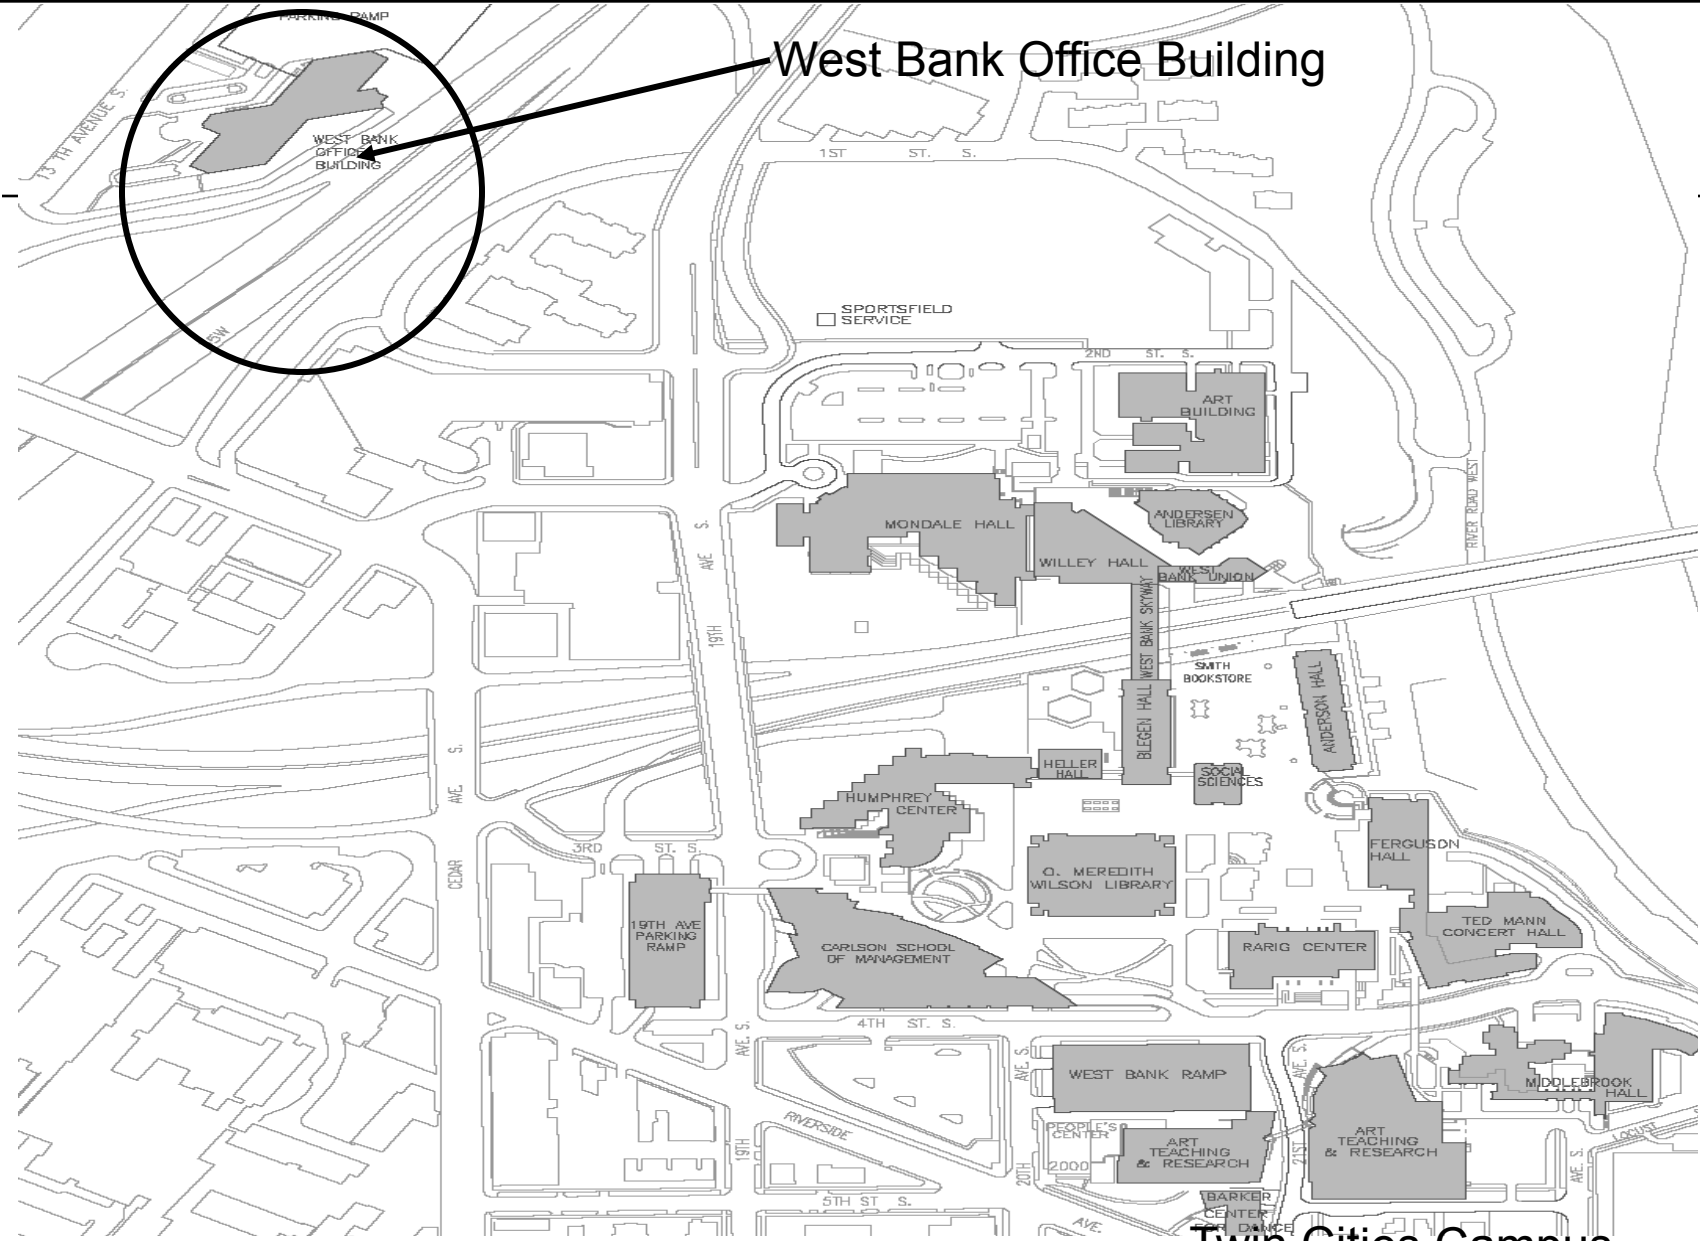 PARKING RAMP
West Bank Office Building
13 TH AVENUE S.
WEST BANK
OFFICE
BUILDING
1ST ST. S.
SPORTSFIELD
SERVICE
2ND ST. S.
ART
BUILDING
ANDERSEN
LIBRARY
MONDALE HALL
WILLEY HALL
WEST
BANK UNION
RIVER ROAD WEST
19TH AVE S.
WEST BANK SKYWAY
SMITH
BOOKSTORE
ANDERSON HALL
BLEGEN HALL
HELLER
HALL
SOCIAL
SCIENCES
CEDAR AVE. S.
HUMPHREY
CENTER
3RD ST. S.
FERGUSON
HALL
O. MEREDITH
WILSON LIBRARY
19TH AVE
PARKING
RAMP
TED MANN
CONCERT HALL
CARLSON SCHOOL
OF MANAGEMENT
RARIG CENTER
4TH ST. S.
19TH AVE. S.
20TH AVE. S.
21ST AVE. S.
WEST BANK RAMP
MIDDLEBROOK
HALL
RIVERSIDE
AVE.
PEOPLE'S
CENTER
2000
ART
TEACHING
& RESEARCH
ART
TEACHING
& RESEARCH
LOCUST
AVE. S.
5TH ST S.
BARKER
CENTER
FOR DANCE
Twin Cities Campus